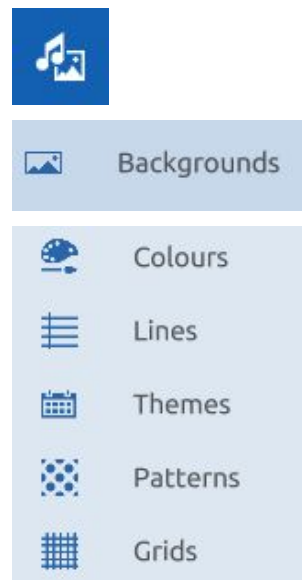 Backgrounds
Colours
Lines
Themes
Patterns
Grids